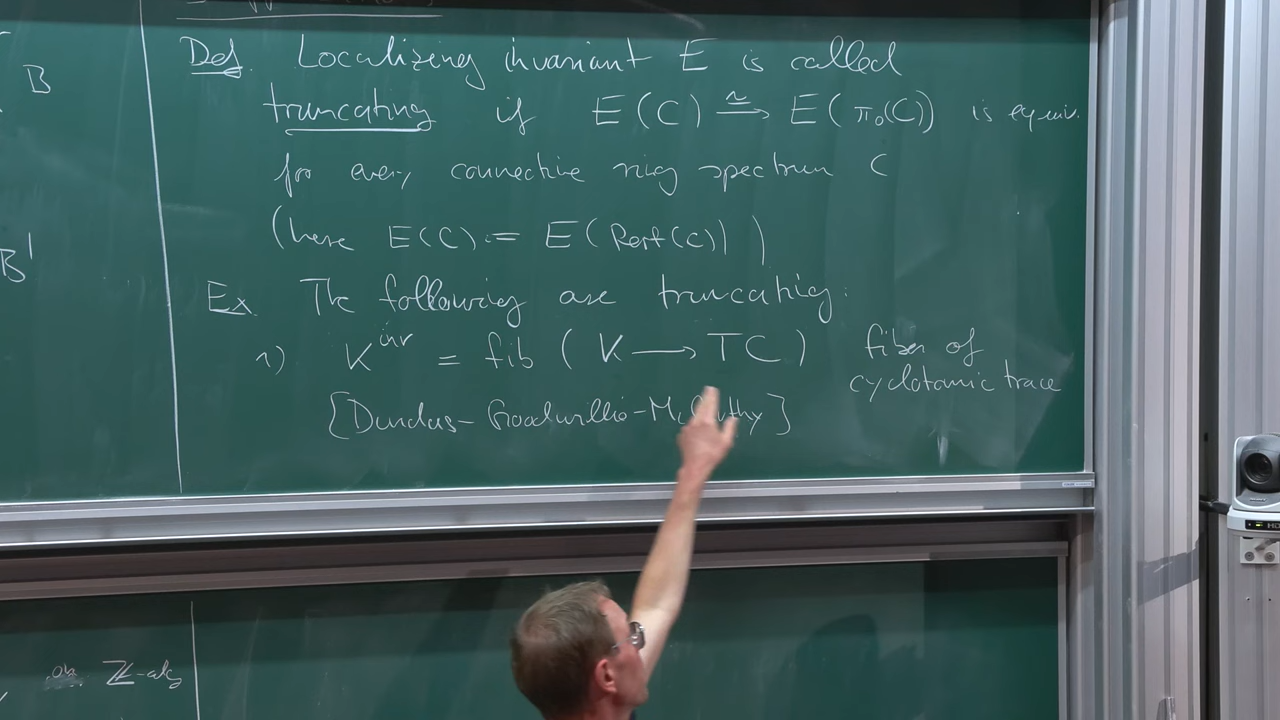 B
B'
Def. Localizing invariant E is called
truncating if E(C) ≃→ E(π₀(C)) is equiv.
for every connective ring spectrum C
(here E(C) := E(Perf(C)))
Ex. The following are truncating:
1) K^inv = fib (K → TC) fiber of
cyclotomic trace
[Dundas-Goodwillie-McCarthy]
ℤ-alg
HD